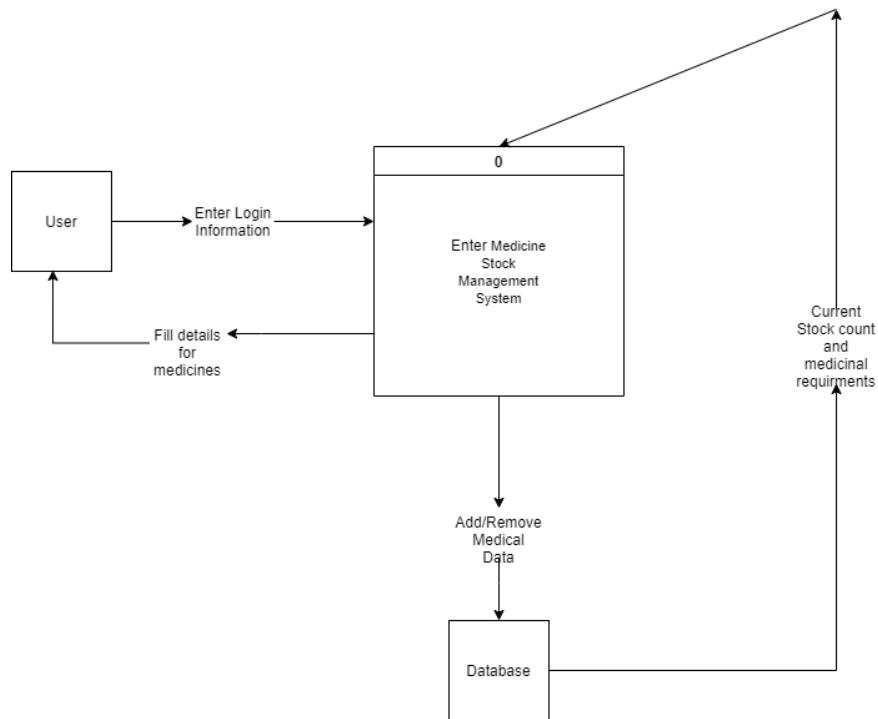 0
User
Enter Login
Information
Enter Medicine
Stock
Management
System
Fill details
for
medicines
Current
Stock count
and
medicinal
requirments
Add/Remove
Medical
Data
Database